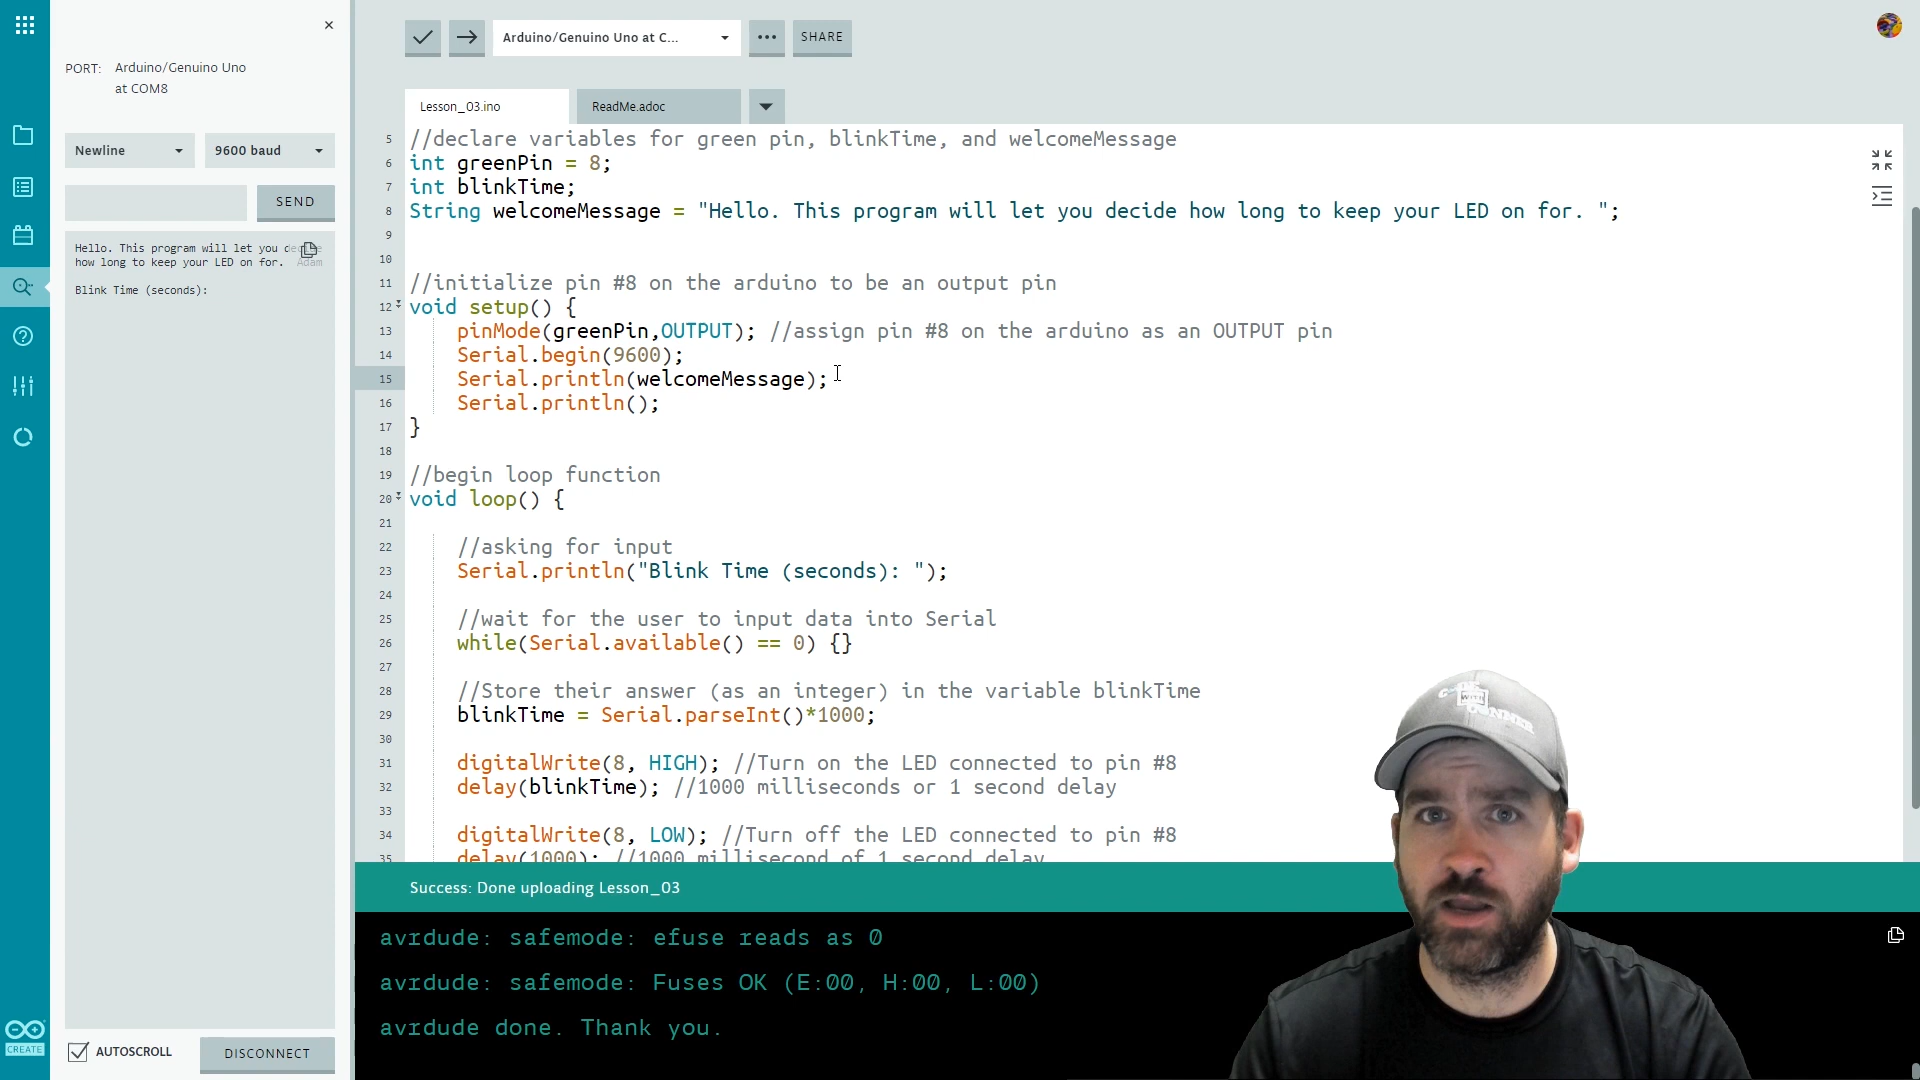 PORT: Arduino/Genuino Uno
at COM8
Newline
9600 baud
SEND
Hello. This program will let you decide
how long to keep your LED on for. Adam
Blink Time (seconds):
AUTOSCROLL
DISCONNECT
CREATE
Arduino/Genuino Uno at C...
SHARE
Lesson_03.ino
ReadMe.adoc
5 //declare variables for green pin, blinkTime, and welcomeMessage
6 int greenPin = 8;
7 int blinkTime;
8 String welcomeMessage = "Hello. This program will let you decide how long to keep your LED on for. ";
9
10
11 //initialize pin #8 on the arduino to be an output pin
12 void setup() {
13 pinMode(greenPin,OUTPUT); //assign pin #8 on the arduino as an OUTPUT pin
14 Serial.begin(9600);
15 Serial.println(welcomeMessage);
16 Serial.println();
17 }
18
19 //begin loop function
20 void loop() {
21
22 //asking for input
23 Serial.println("Blink Time (seconds): ");
24
25 //wait for the user to input data into Serial
26 while(Serial.available() == 0) {}
27
28 //Store their answer (as an integer) in the variable blinkTime
29 blinkTime = Serial.parseInt()*1000;
30
31 digitalWrite(8, HIGH); //Turn on the LED connected to pin #8
32 delay(blinkTime); //1000 milliseconds or 1 second delay
33
34 digitalWrite(8, LOW); //Turn off the LED connected to pin #8
35 delay(1000); //1000 millisecond of 1 second delay
Success: Done uploading Lesson_03
avrdude: safemode: efuse reads as 0
avrdude: safemode: Fuses OK (E:00, H:00, L:00)
avrdude done. Thank you.